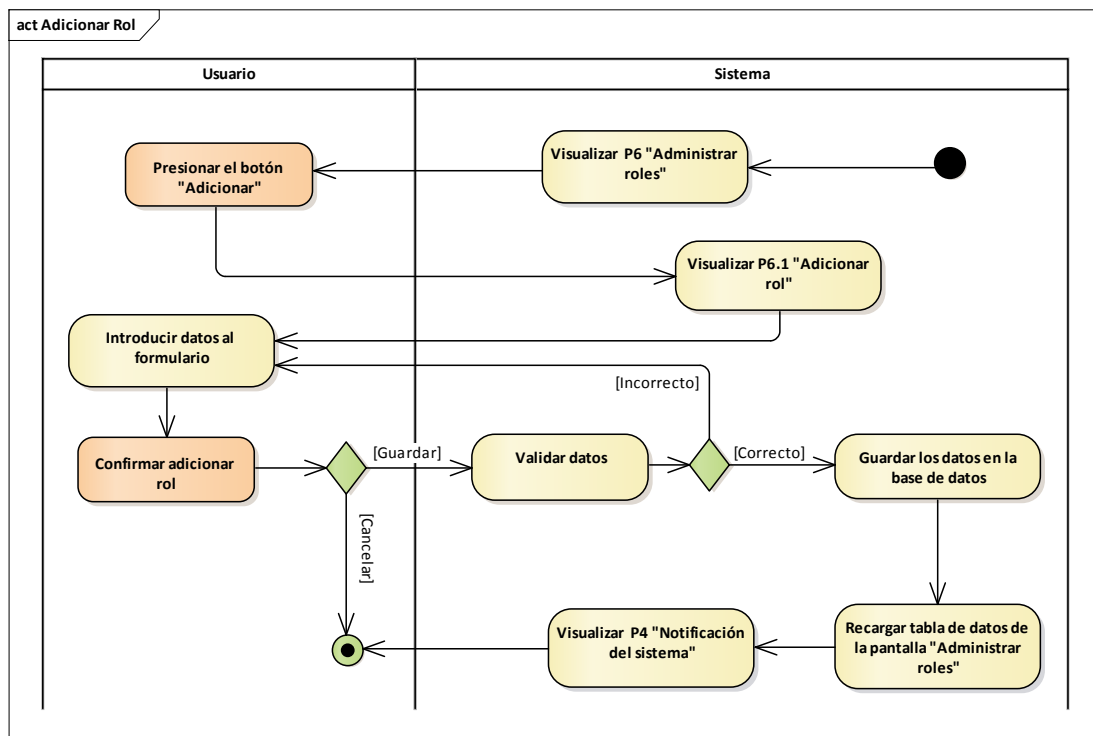 act Adicionar Rol
Usuario
Sistema
Visualizar P6 "Administrar
roles"
Presionar el botón
"Adicionar"
Visualizar P6.1 "Adicionar
rol"
Introducir datos al
formulario
[Incorrecto]
Confirmar adicionar
rol
[Guardar]
Validar datos
[Correcto]
Guardar los datos en la
base de datos
[Cancelar]
Visualizar P4 "Notificación
del sistema"
Recargar tabla de datos de
la pantalla "Administrar
roles"